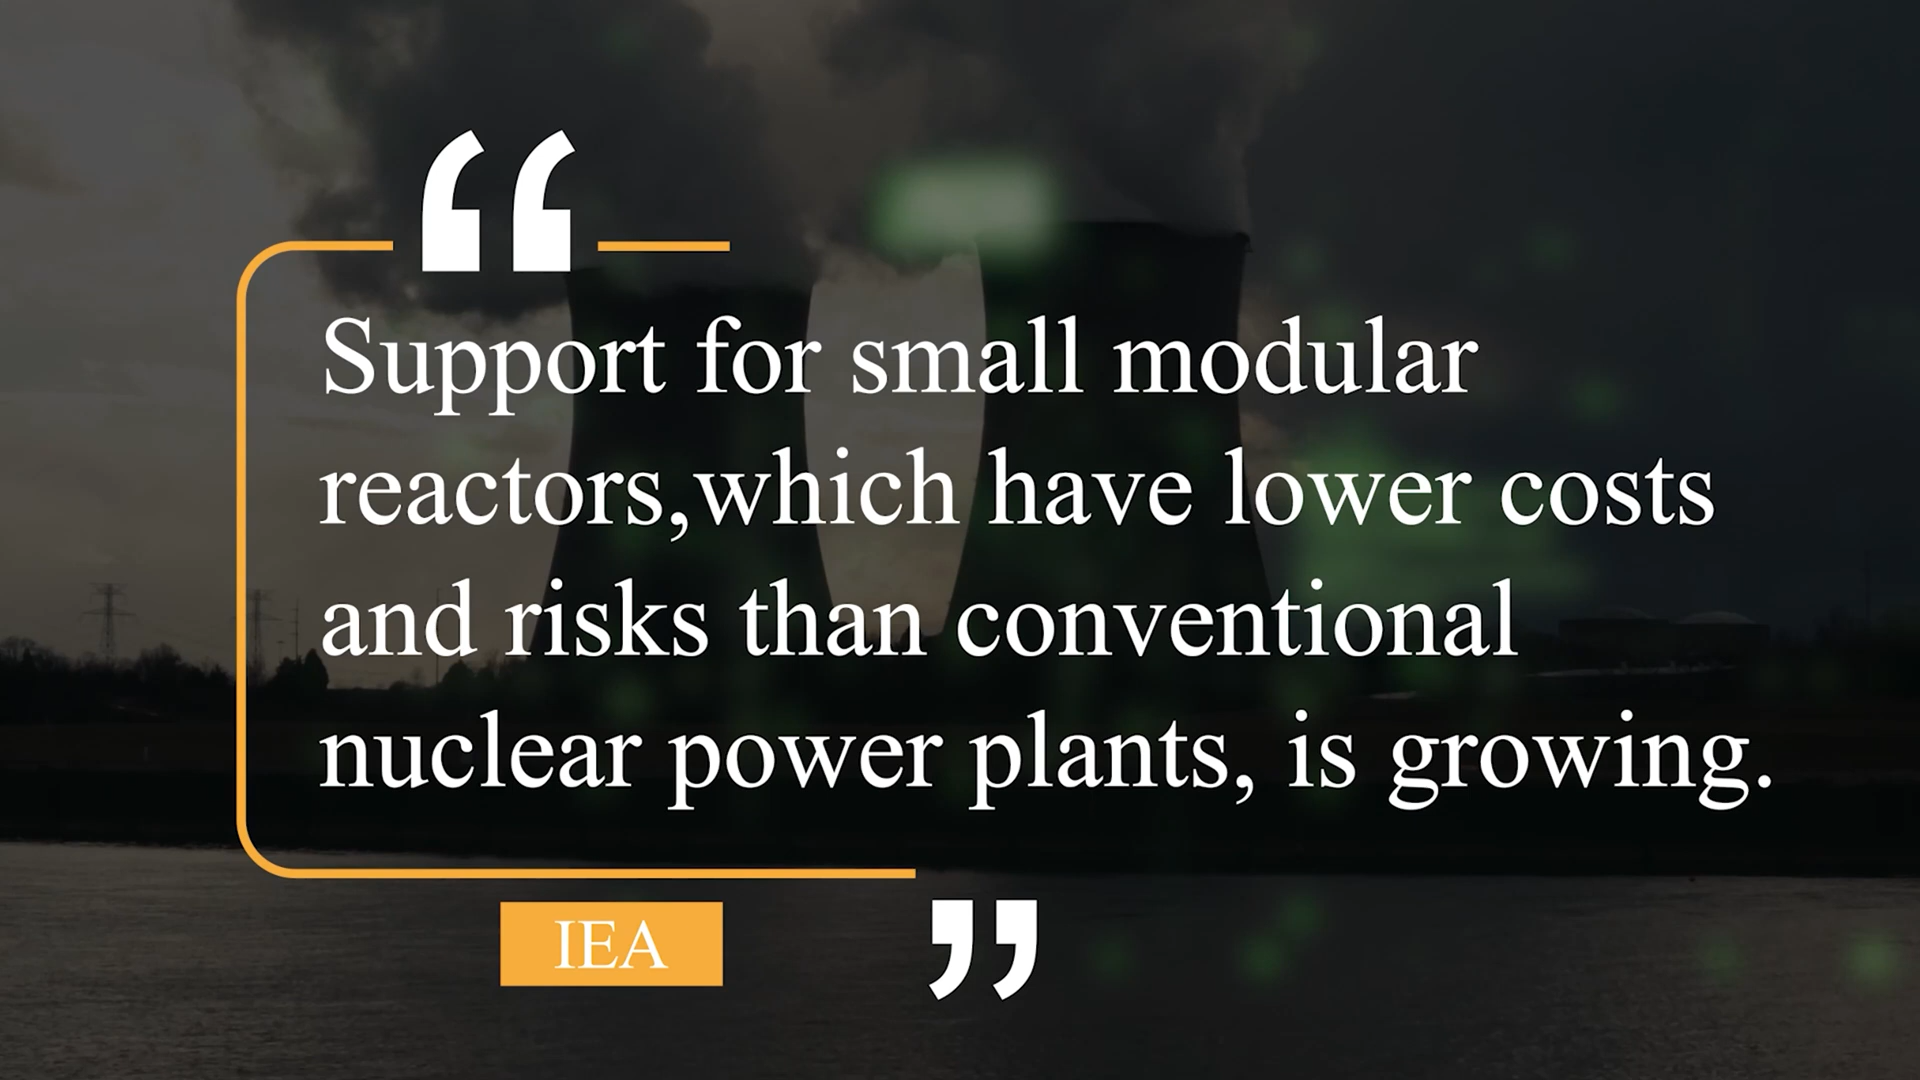 “
Support for small modular
reactors,which have lower costs
and risks than conventional
nuclear power plants, is growing.
IEA
”